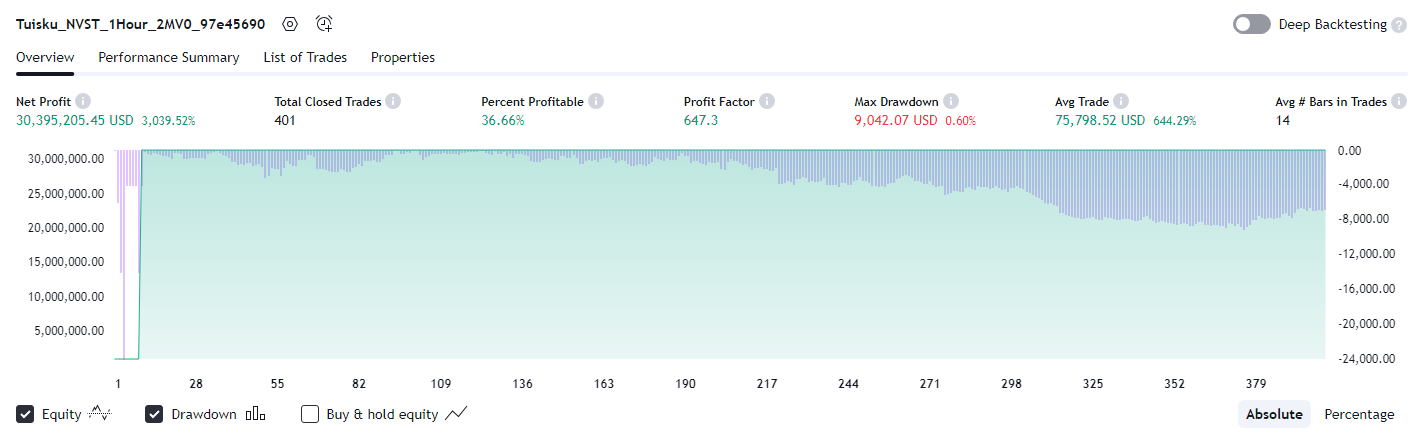 Tuisku_NVST_1Hour_2MV0_97e45690
Deep Backtesting
Overview Performance Summary List of Trades Properties
Net Profit Total Closed Trades Percent Profitable Profit Factor Max Drawdown Avg Trade Avg # Bars in Trades
30,395,205.45 USD 3,039.52% 401 36.66% 647.3 9,042.07 USD 0.60% 75,798.52 USD 644.29% 14
30,000,000.00 0.00
25,000,000.00 -4,000.00
20,000,000.00 -8,000.00
15,000,000.00 -12,000.00
10,000,000.00 -16,000.00
5,000,000.00 -20,000.00
-24,000.00
1 28 55 82 109 136 163 190 217 244 271 298 325 352 379
Equity Drawdown Buy & hold equity Absolute Percentage